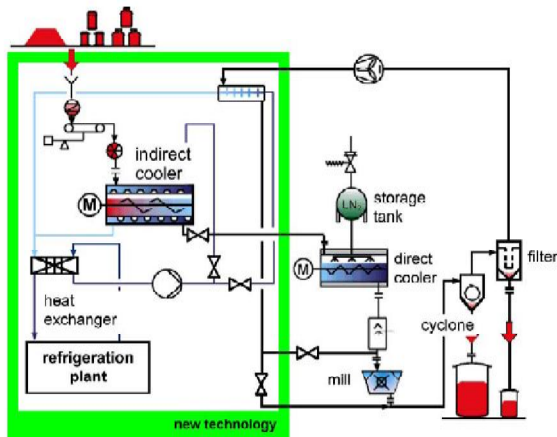 indirect
cooler
M
LN₂
storage
tank
M
direct
cooler
filter
heat
exchanger
cyclone
refrigeration
plant
mill
new technology